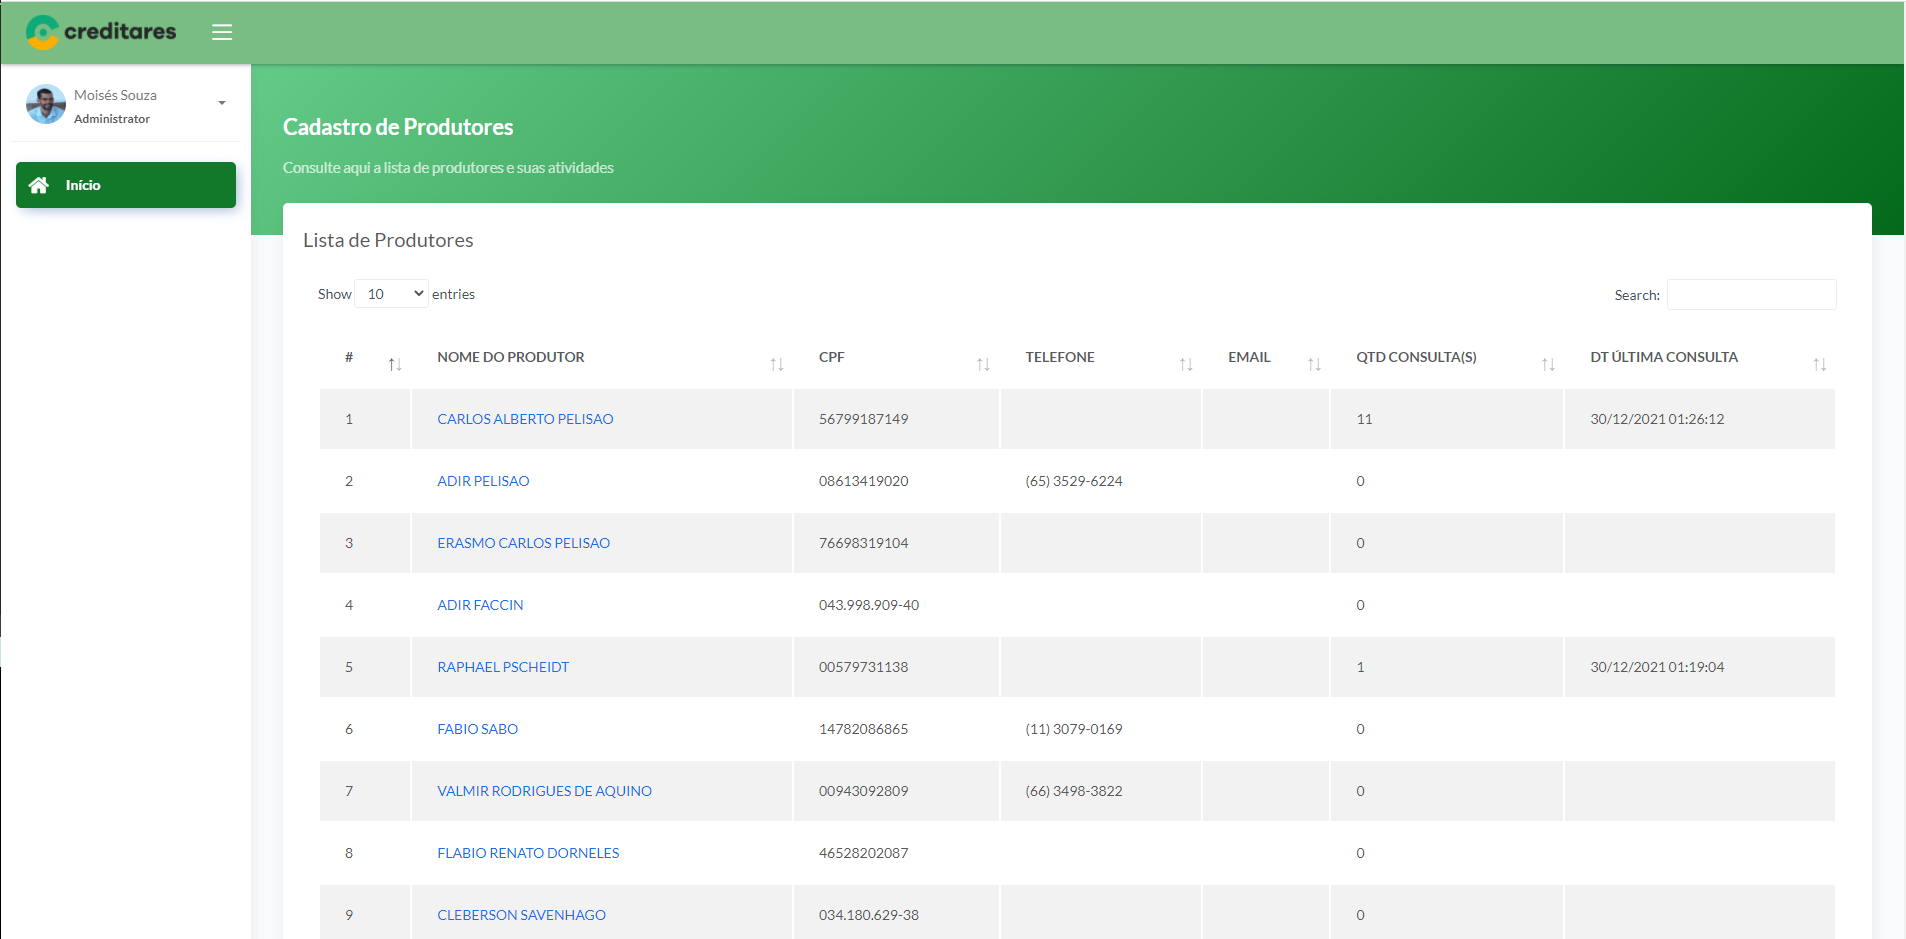 creditares
Moisés Souza
Administrator
Início
Cadastro de Produtores
Consulte aqui a lista de produtores e suas atividades
Lista de Produtores
Show 10 entries
Search:
# NOME DO PRODUTOR CPF TELEFONE EMAIL QTD CONSULTA(S) DT ÚLTIMA CONSULTA
1 CARLOS ALBERTO PELISAO 56799187149 11 30/12/2021 01:26:12
2 ADIR PELISAO 08613419020 (65) 3529-6224 0
3 ERASMO CARLOS PELISAO 76698319104 0
4 ADIR FACCIN 043.998.909-40 0
5 RAPHAEL PSCHEIDT 00579731138 1 30/12/2021 01:19:04
6 FABIO SABO 14782086865 (11) 3079-0169 0
7 VALMIR RODRIGUES DE AQUINO 00943092809 (66) 3498-3822 0
8 FLABIO RENATO DORNELES 46528202087 0
9 CLEBERSON SAVENHAGO 034.180.629-38 0